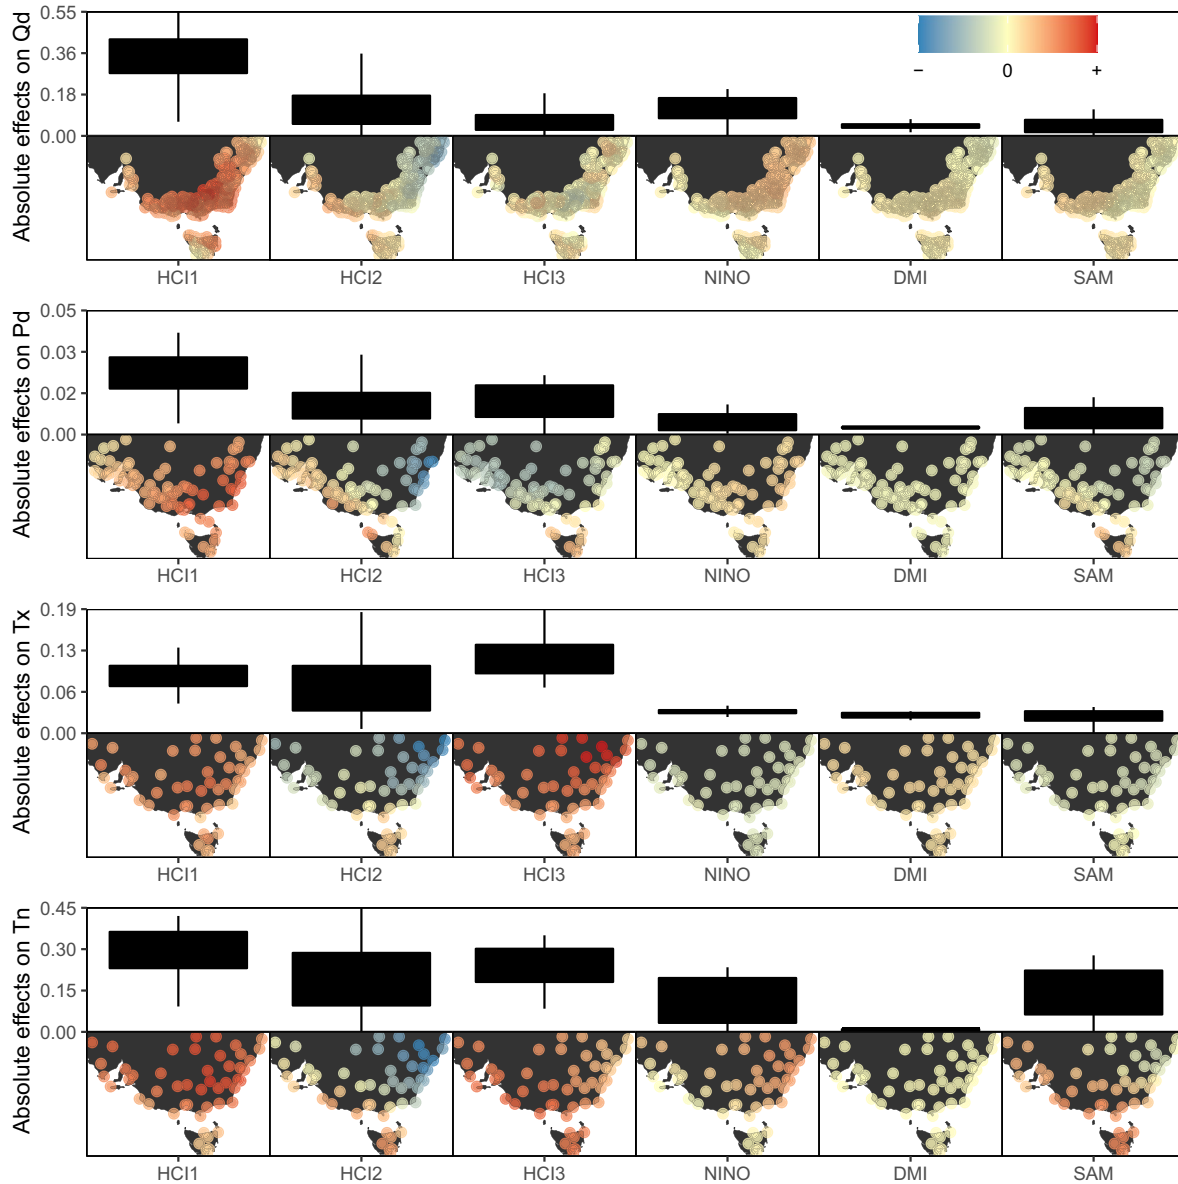 Absolute effects on Qd
0.55
0.36
0.18
0.00
− 0 +
HCI1 HCI2 HCI3 NINO DMI SAM
Absolute effects on Pd
0.05
0.03
0.02
0.00
HCI1 HCI2 HCI3 NINO DMI SAM
Absolute effects on Tx
0.19
0.13
0.06
0.00
HCI1 HCI2 HCI3 NINO DMI SAM
Absolute effects on Tn
0.45
0.30
0.15
0.00
HCI1 HCI2 HCI3 NINO DMI SAM